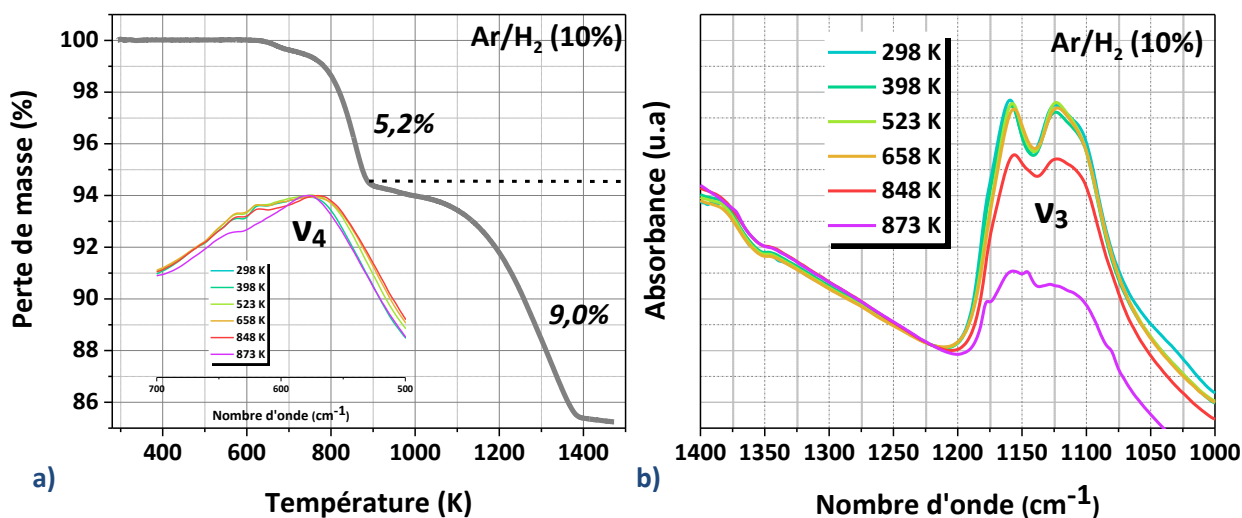 Ar/H2 (10%)
100
98
96
94
92
90
88
86
Perte de masse (%)
5,2%
9,0%
ν4
298 K
398 K
523 K
658 K
848 K
873 K
700
600
500
Nombre d'onde (cm-1)
400
600
800
1000
1200
1400
Température (K)
a)
Ar/H2 (10%)
298 K
398 K
523 K
658 K
848 K
873 K
ν3
Absorbance (u.a)
1400
1350
1300
1250
1200
1150
1100
1050
1000
Nombre d'onde (cm-1)
b)